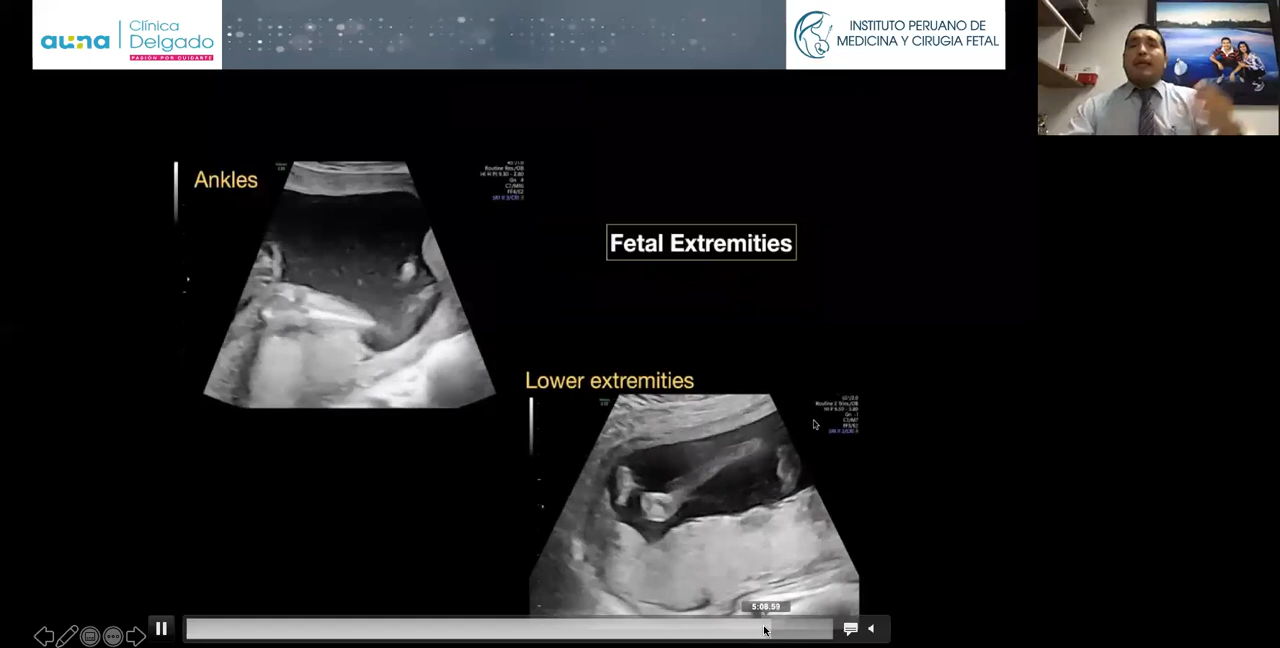 auna
Clínica
Delgado
PASIÓN POR CUIDARTE
INSTITUTO PERUANO DE
MEDICINA Y CIRUGIA FETAL
Ankles
Fetal Extremities
Lower extremities
5:08.59